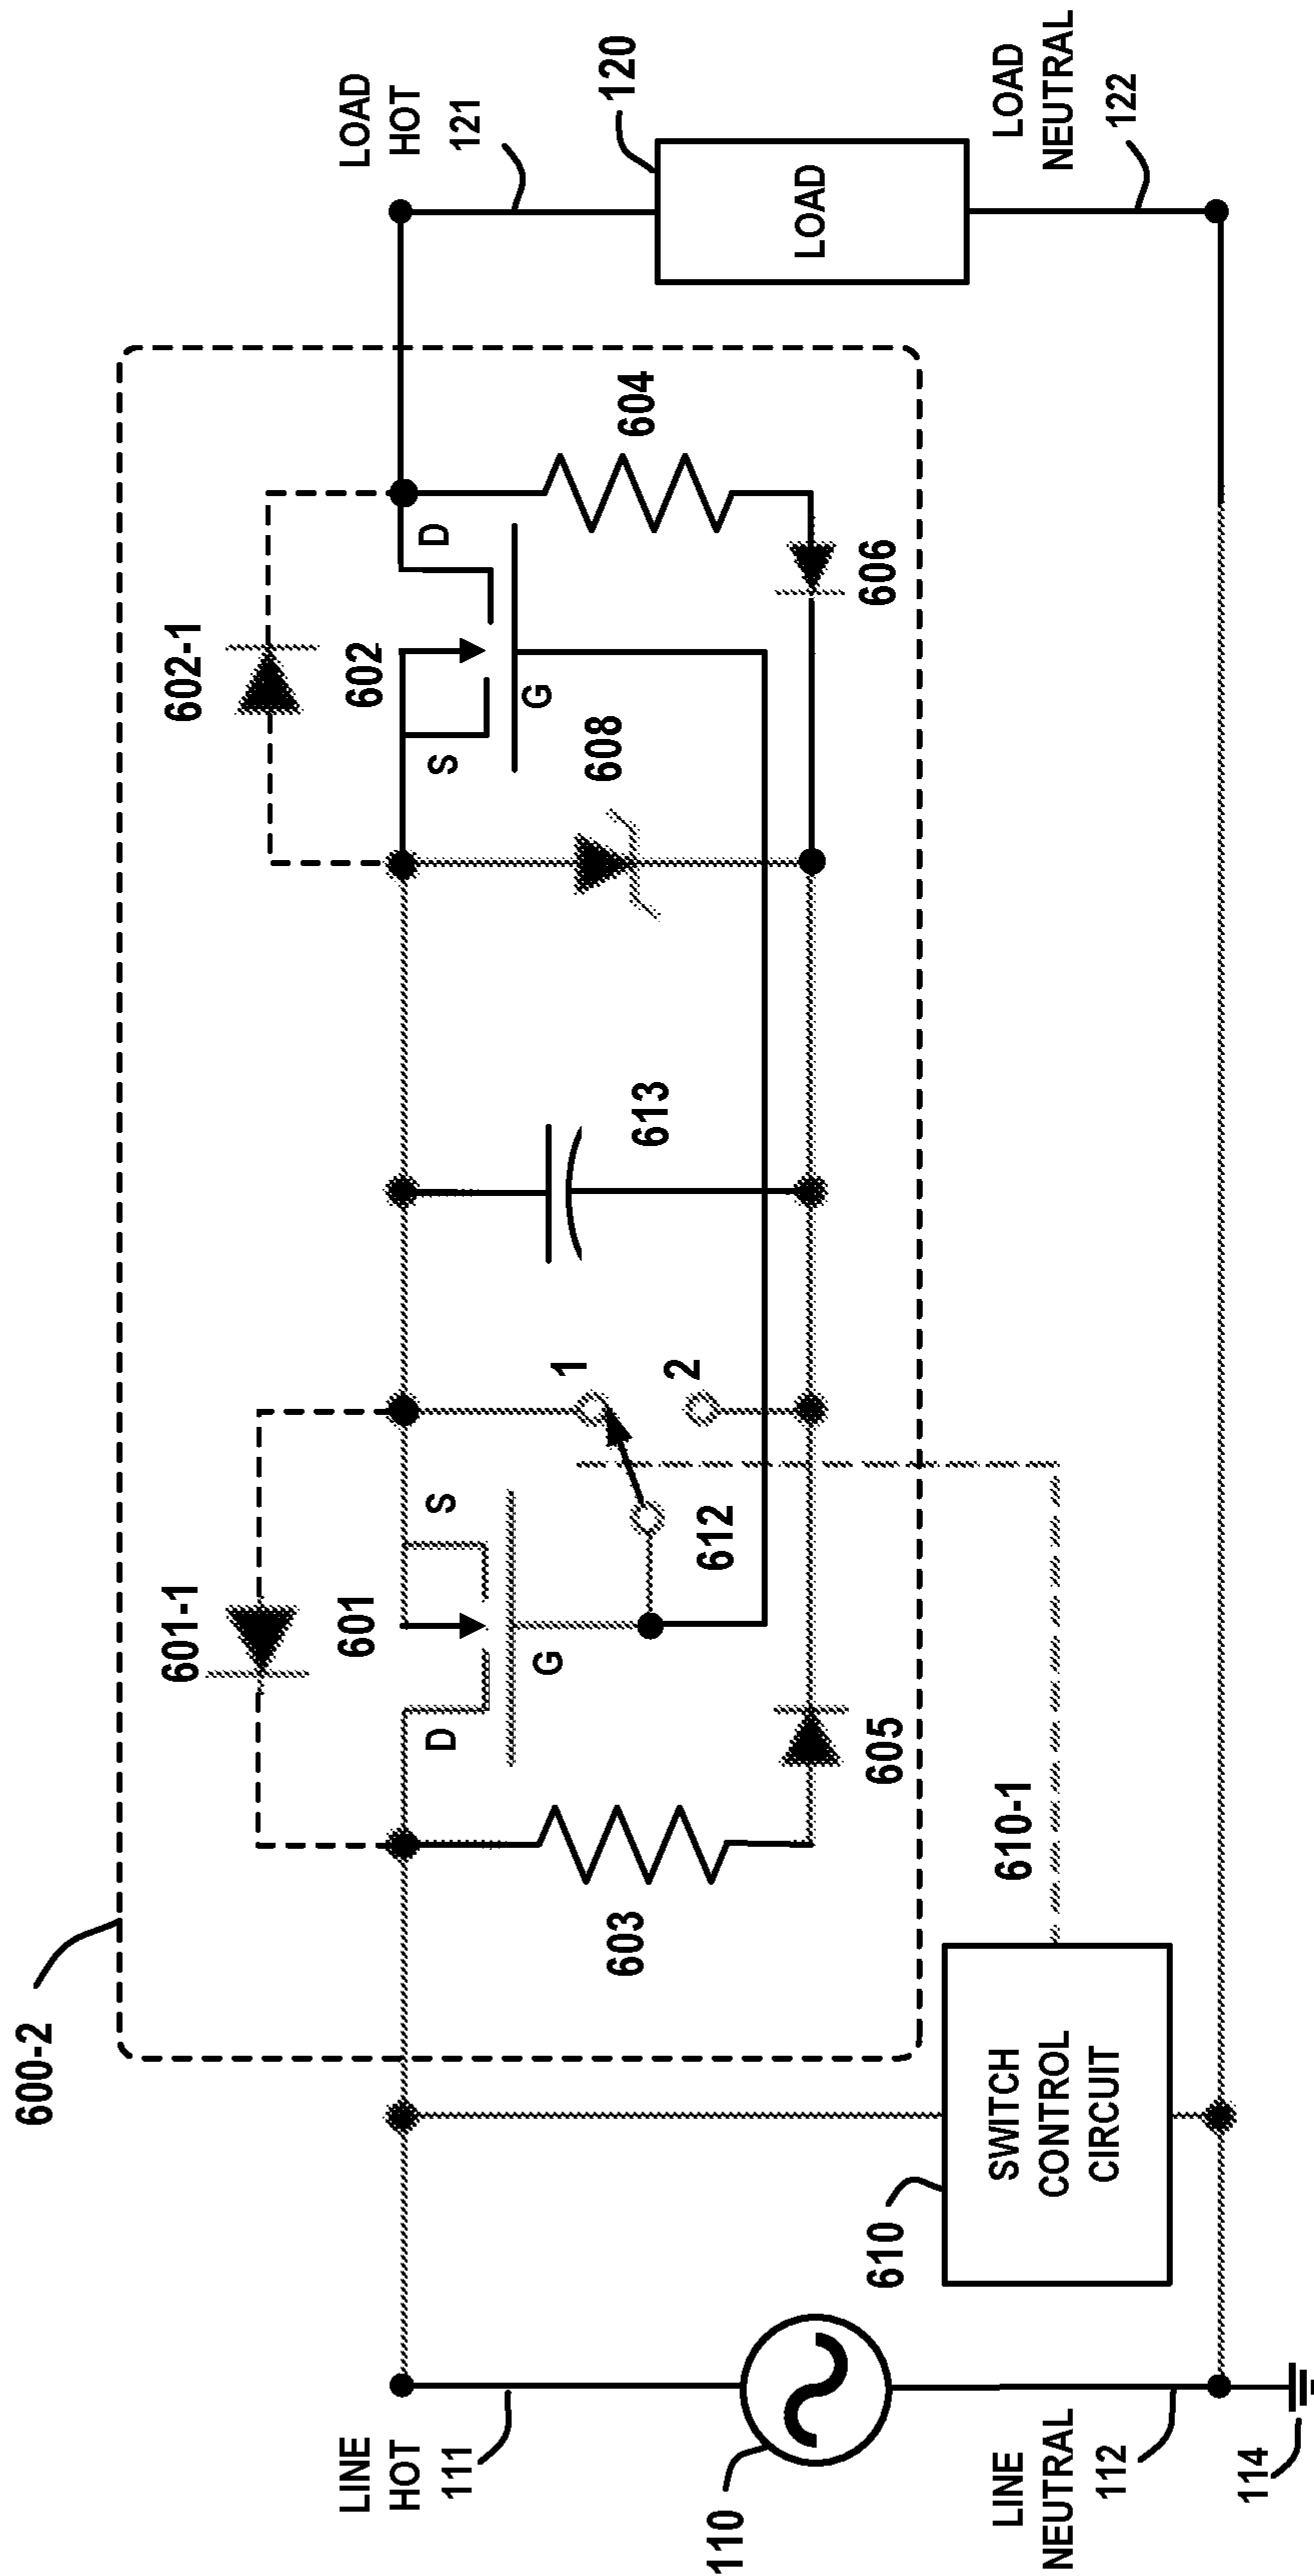 600-2
LINE
HOT
111
110
LINE
NEUTRAL
112
114
610
SWITCH
CONTROL
CIRCUIT
610-1
601-1
601
D
S
G
603
605
612
1
2
613
608
602-1
602
S
D
G
604
606
LOAD
HOT
121
120
LOAD
LOAD
NEUTRAL
122